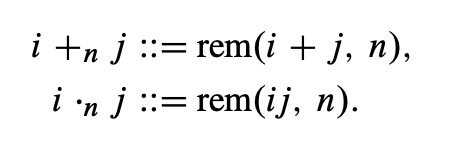 i +ₙ j ::= rem(i + j, n),
i ·ₙ j ::= rem(ij, n).